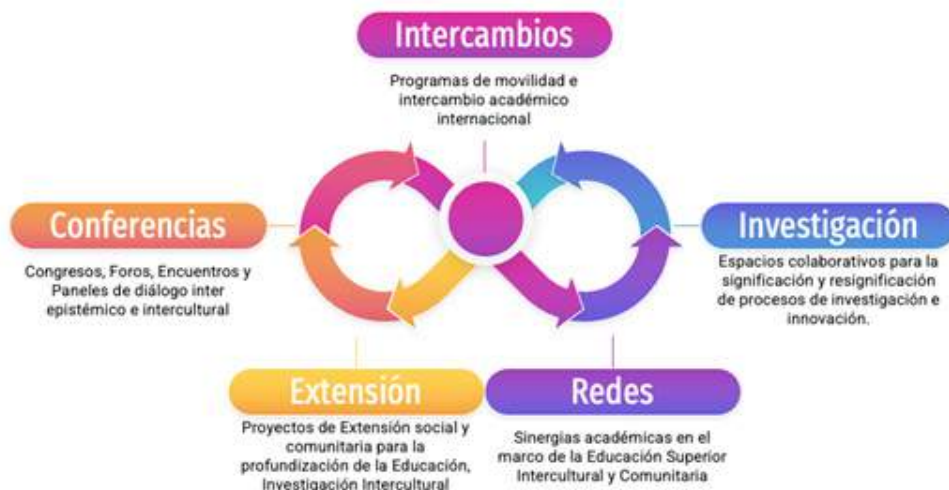 Intercambios
Programas de movilidad e
intercambio académico
internacional
Conferencias
Congresos, Foros, Encuentros y
Paneles de diálogo inter
epistémico e intercultural
Investigación
Espacios colaborativos para la
significación y resignificación
de procesos de investigación e
innovación.
Extensión
Proyectos de Extensión social y
comunitaria para la
profundización de la Educación,
Investigación Intercultural
Redes
Sinergias académicas en el
marco de la Educación Superior
Intercultural y Comunitaria